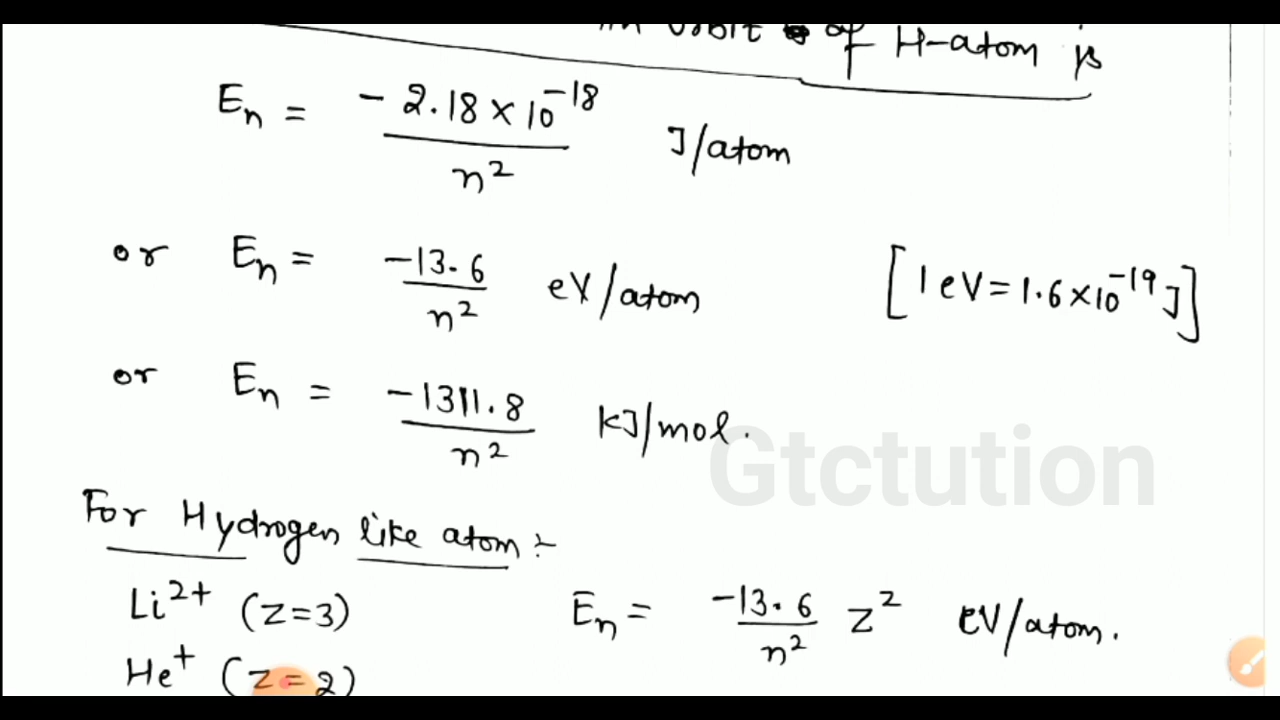 in orbit of H-atom is
En = - 2.18 × 10⁻¹⁸ / n² J/atom
or En = -13.6 / n² eV/atom [1 eV = 1.6 × 10⁻¹⁹ J]
or En = -1311.8 / n² kJ/mol.
Gtctution
For Hydrogen like atom :-
Li²⁺ (Z=3) En = -13.6 / n² Z² eV/atom.
He⁺ (Z=2)